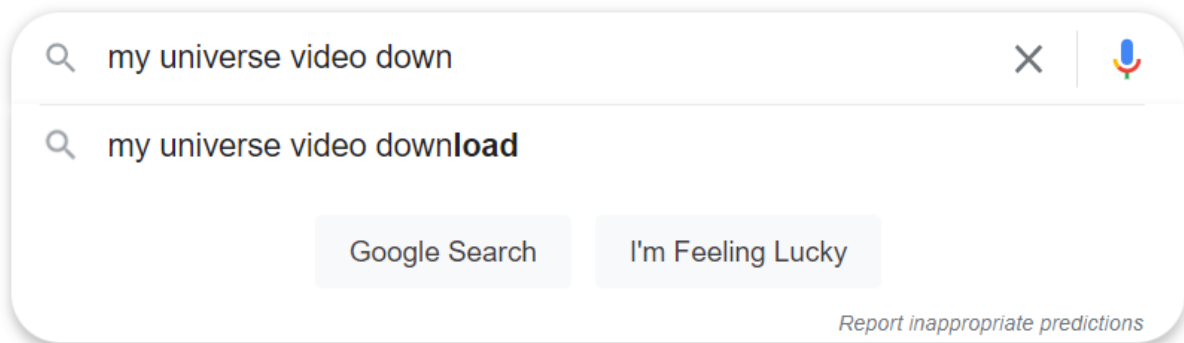 my universe video down
my universe video download
Google Search I'm Feeling Lucky
Report inappropriate predictions